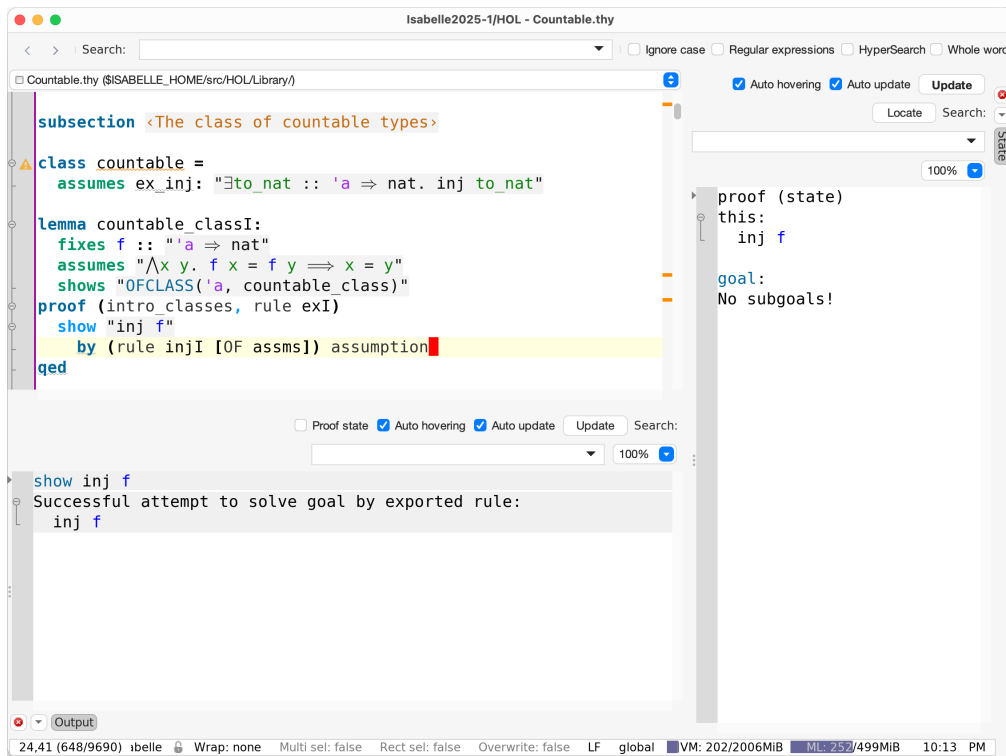 Isabelle2025-1/HOL - Countable.thy
Search:
Ignore case Regular expressions HyperSearch Whole word
Countable.thy ($ISABELLE_HOME/src/HOL/Library/)
Auto hovering Auto update Update
Locate Search:
State
100%
subsection ‹The class of countable types›
class countable =
assumes ex_inj: "∃to_nat :: 'a ⇒ nat. inj to_nat"
lemma countable_classI:
fixes f :: "'a ⇒ nat"
assumes "⋀x y. f x = f y ⟹ x = y"
shows "OFCLASS('a, countable_class)"
proof (intro_classes, rule exI)
show "inj f"
by (rule injI [OF assms]) assumption
qed
proof (state)
this:
inj f
goal:
No subgoals!
Proof state Auto hovering Auto update Update Search:
100%
show inj f
Successful attempt to solve goal by exported rule:
inj f
Output
24,41 (648/9690) abelle Wrap: none Multi sel: false Rect sel: false Overwrite: false LF global VM: 202/2006MiB ML: 252/499MiB 10:13 PM